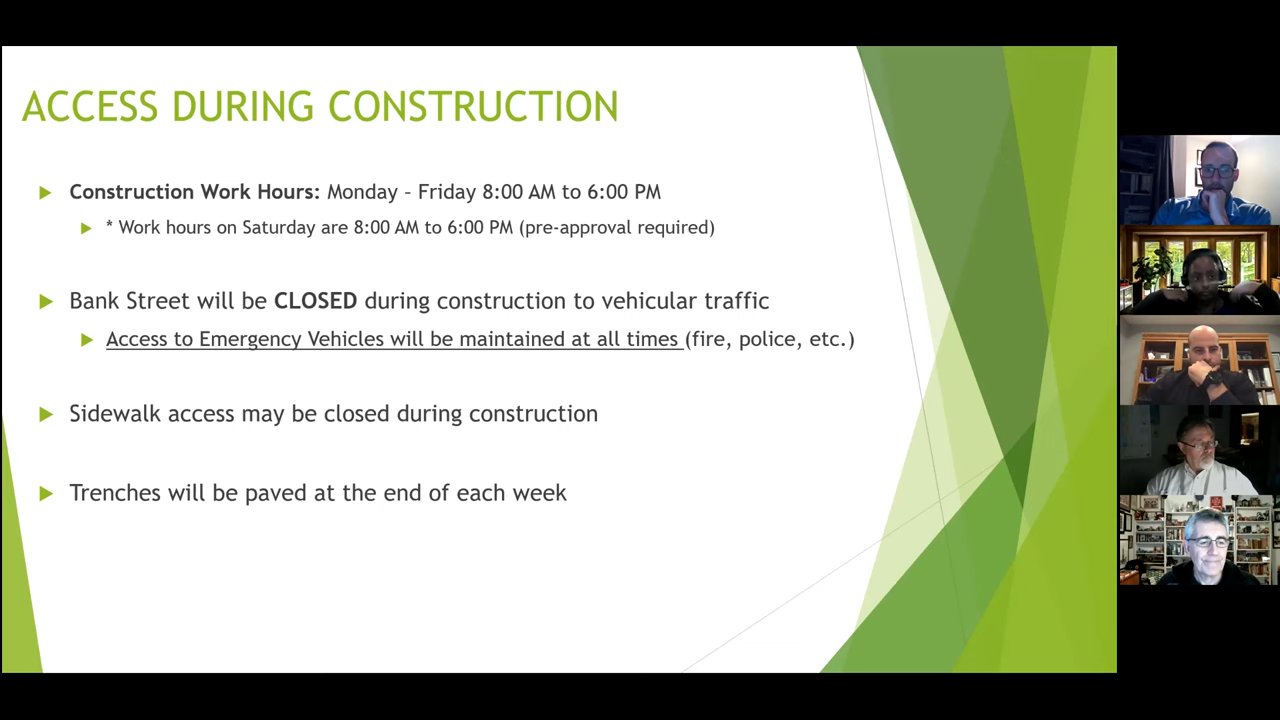 ACCESS DURING CONSTRUCTION
Construction Work Hours: Monday – Friday 8:00 AM to 6:00 PM
* Work hours on Saturday are 8:00 AM to 6:00 PM (pre-approval required)
Bank Street will be CLOSED during construction to vehicular traffic
Access to Emergency Vehicles will be maintained at all times (fire, police, etc.)
Sidewalk access may be closed during construction
Trenches will be paved at the end of each week